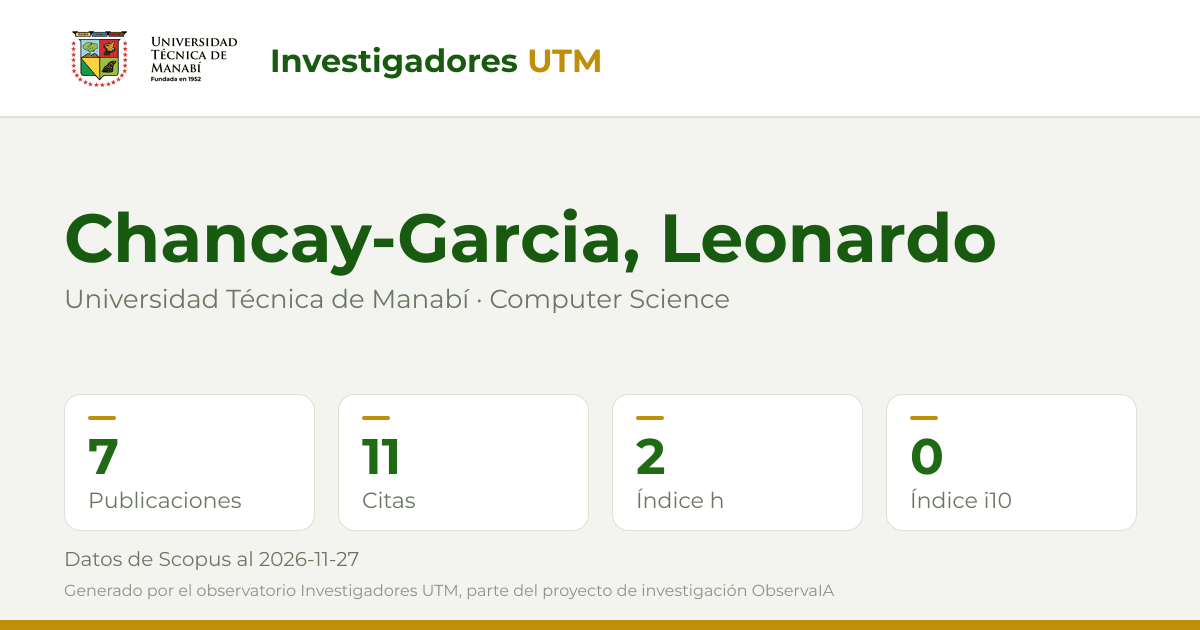 UNIVERSIDAD
TÉCNICA DE
MANABÍ
Fundada en 1952
Investigadores UTM
Chancay-Garcia, Leonardo
Universidad Técnica de Manabí · Computer Science
7
Publicaciones
11
Citas
2
Índice h
0
Índice i10
Datos de Scopus al 2026-11-27
Generado por el observatorio Investigadores UTM, parte del proyecto de investigación ObservaIA